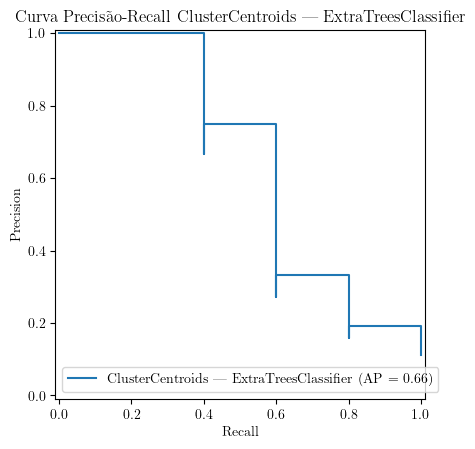 Curva Precisão-Recall ClusterCentroids — ExtraTreesClassifier
1.0
0.8
0.6
0.4
0.2
0.0
Precision
ClusterCentroids — ExtraTreesClassifier (AP = 0.66)
0.0 0.2 0.4 0.6 0.8 1.0
Recall